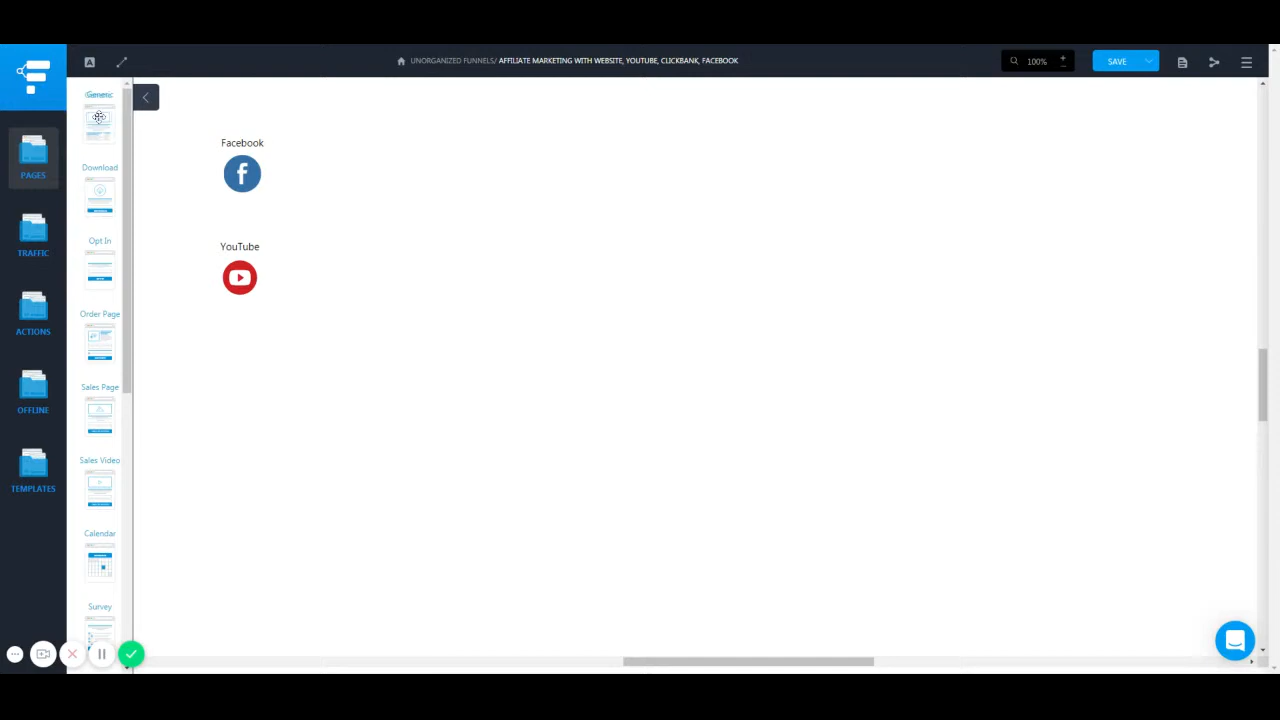 UNORGANIZED FUNNELS/ AFFILIATE MARKETING WITH WEBSITE, YOUTUBE, CLICKBANK, FACEBOOK
100%
SAVE
PAGES
TRAFFIC
ACTIONS
OFFLINE
TEMPLATES
Generic
Download
Opt In
Order Page
Sales Page
Sales Video
Calendar
Survey
Facebook
YouTube